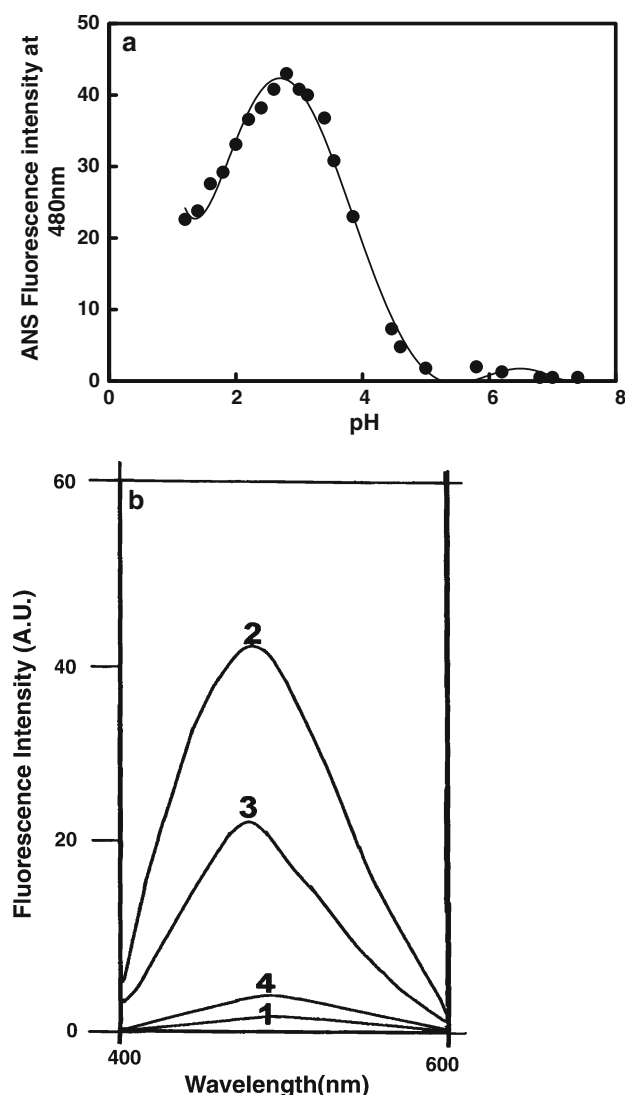 a
ANS Fluorescence intensity at
480nm
50
40
30
20
10
0
0 2 4 6 8
pH
b
Fluorescence Intensity (A.U.)
60
40
20
0
2
3
4
1
400 600
Wavelength(nm)